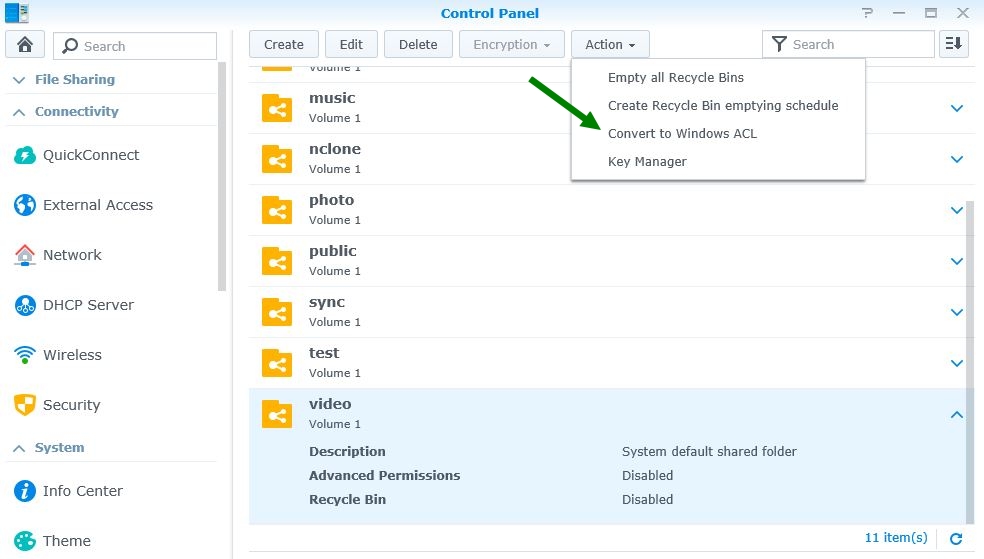 Control Panel
Search
Create
Edit
Delete
Encryption
Action
Search
File Sharing
Connectivity
QuickConnect
External Access
Network
DHCP Server
Wireless
Security
System
Info Center
Theme
Empty all Recycle Bins
Create Recycle Bin emptying schedule
Convert to Windows ACL
Key Manager
Volume 1
music
Volume 1
nclone
Volume 1
photo
Volume 1
public
Volume 1
sync
Volume 1
test
Volume 1
video
Volume 1
Description System default shared folder
Advanced Permissions Disabled
Recycle Bin Disabled
11 item(s)